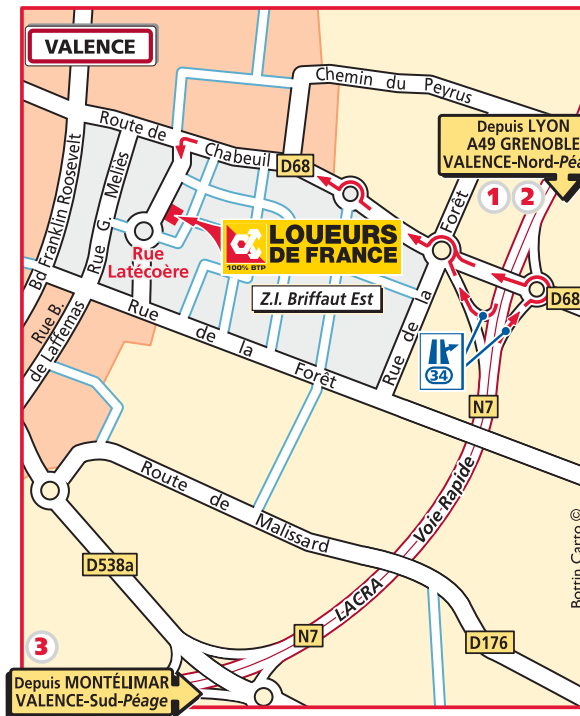 VALENCE
Chemin du Peyrus
Depuis LYON
A49 GRENOBLE
VALENCE-Nord-Péa
1 2
Route de Chabeuil
D68
Bd Franklin Roosevelt
Rue G. Meliès
Rue
Latécoère
LOUEURS
DE FRANCE
100% BTP
Z.I. Briffaut Est
Rue de la Forêt
D68
Rue B.
de Laffemas
Rue de la Forêt
34
N7
Route de Malissard
LACRA Voie-Rapide
Bottin Carto ©
D538a
N7
D176
3
Depuis MONTÉLIMAR
VALENCE-Sud-Péage